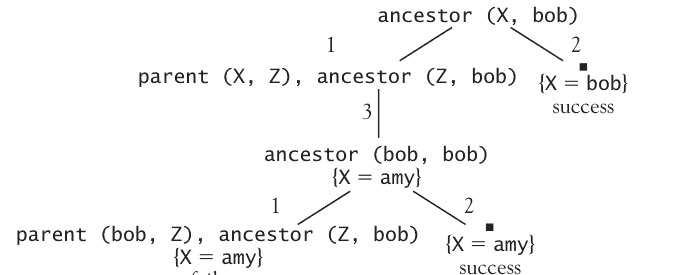 ancestor (X, bob)
1 2
parent (X, Z), ancestor (Z, bob) {X = bob}
success
3
ancestor (bob, bob)
{X = amy}
1 2
parent (bob, Z), ancestor (Z, bob) {X = amy}
{X = amy} success